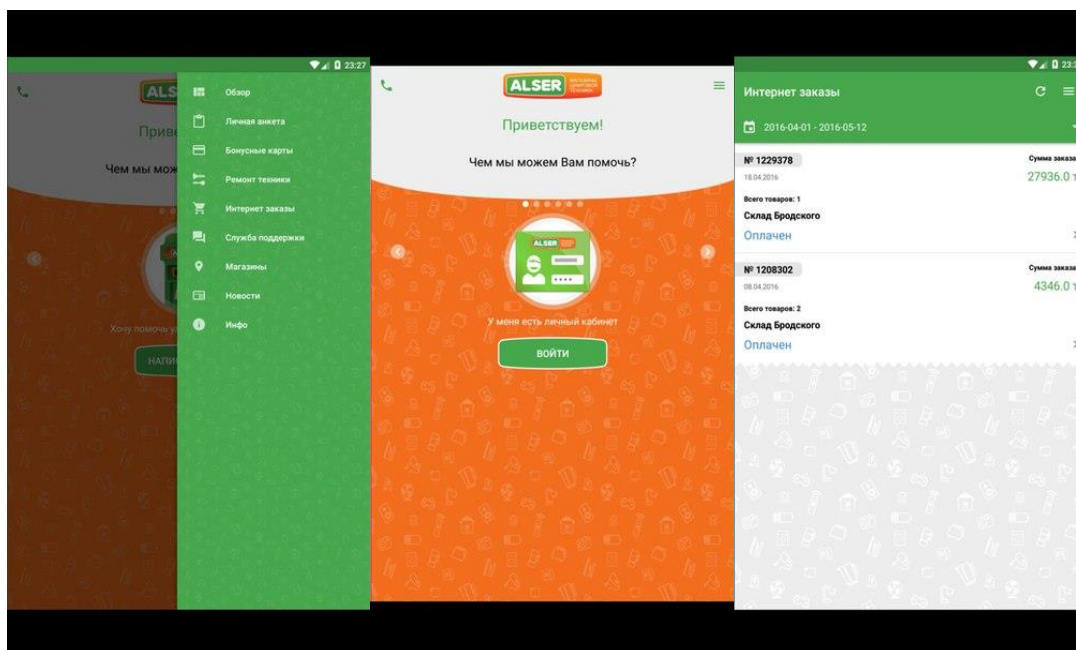 23:27
ALS
Приве
Чем мы мож
Хочу помочь у
НАПИ
Обзор
Личная анкета
Бонусные карты
Ремонт техники
Интернет заказы
Служба поддержки
Магазины
Новости
Инфо
ALSER
Приветствуем!
Чем мы можем Вам помочь?
ALSER
У меня есть личный кабинет
ВОЙТИ
23:3
Интернет заказы
2016-04-01 - 2016-05-12
№ 1229378 Сумма заказа
18.04.2016 27936.0 т
Всего товаров: 1
Склад Бродского
Оплачен
№ 1208302 Сумма заказа
08.04.2016 4346.0 т
Всего товаров: 2
Склад Бродского
Оплачен